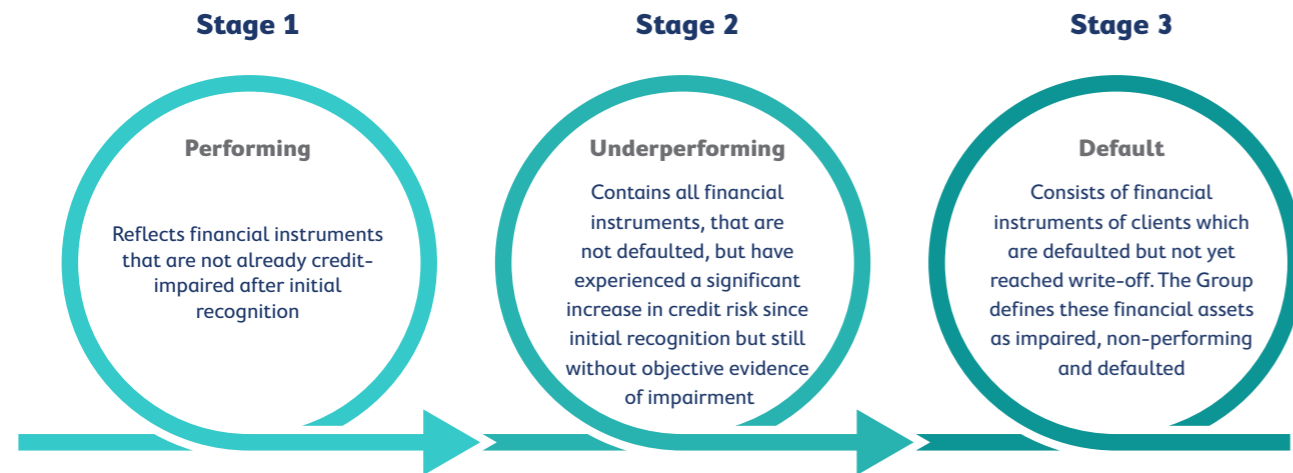 Stage 1
Performing
Reflects financial instruments
that are not already credit-
impaired after initial
recognition
Stage 2
Underperforming
Contains all financial
instruments, that are
not defaulted, but have
experienced a significant
increase in credit risk since
initial recognition but still
without objective evidence
of impairment
Stage 3
Default
Consists of financial
instruments of clients which
are defaulted but not yet
reached write-off. The Group
defines these financial assets
as impaired, non-performing
and defaulted